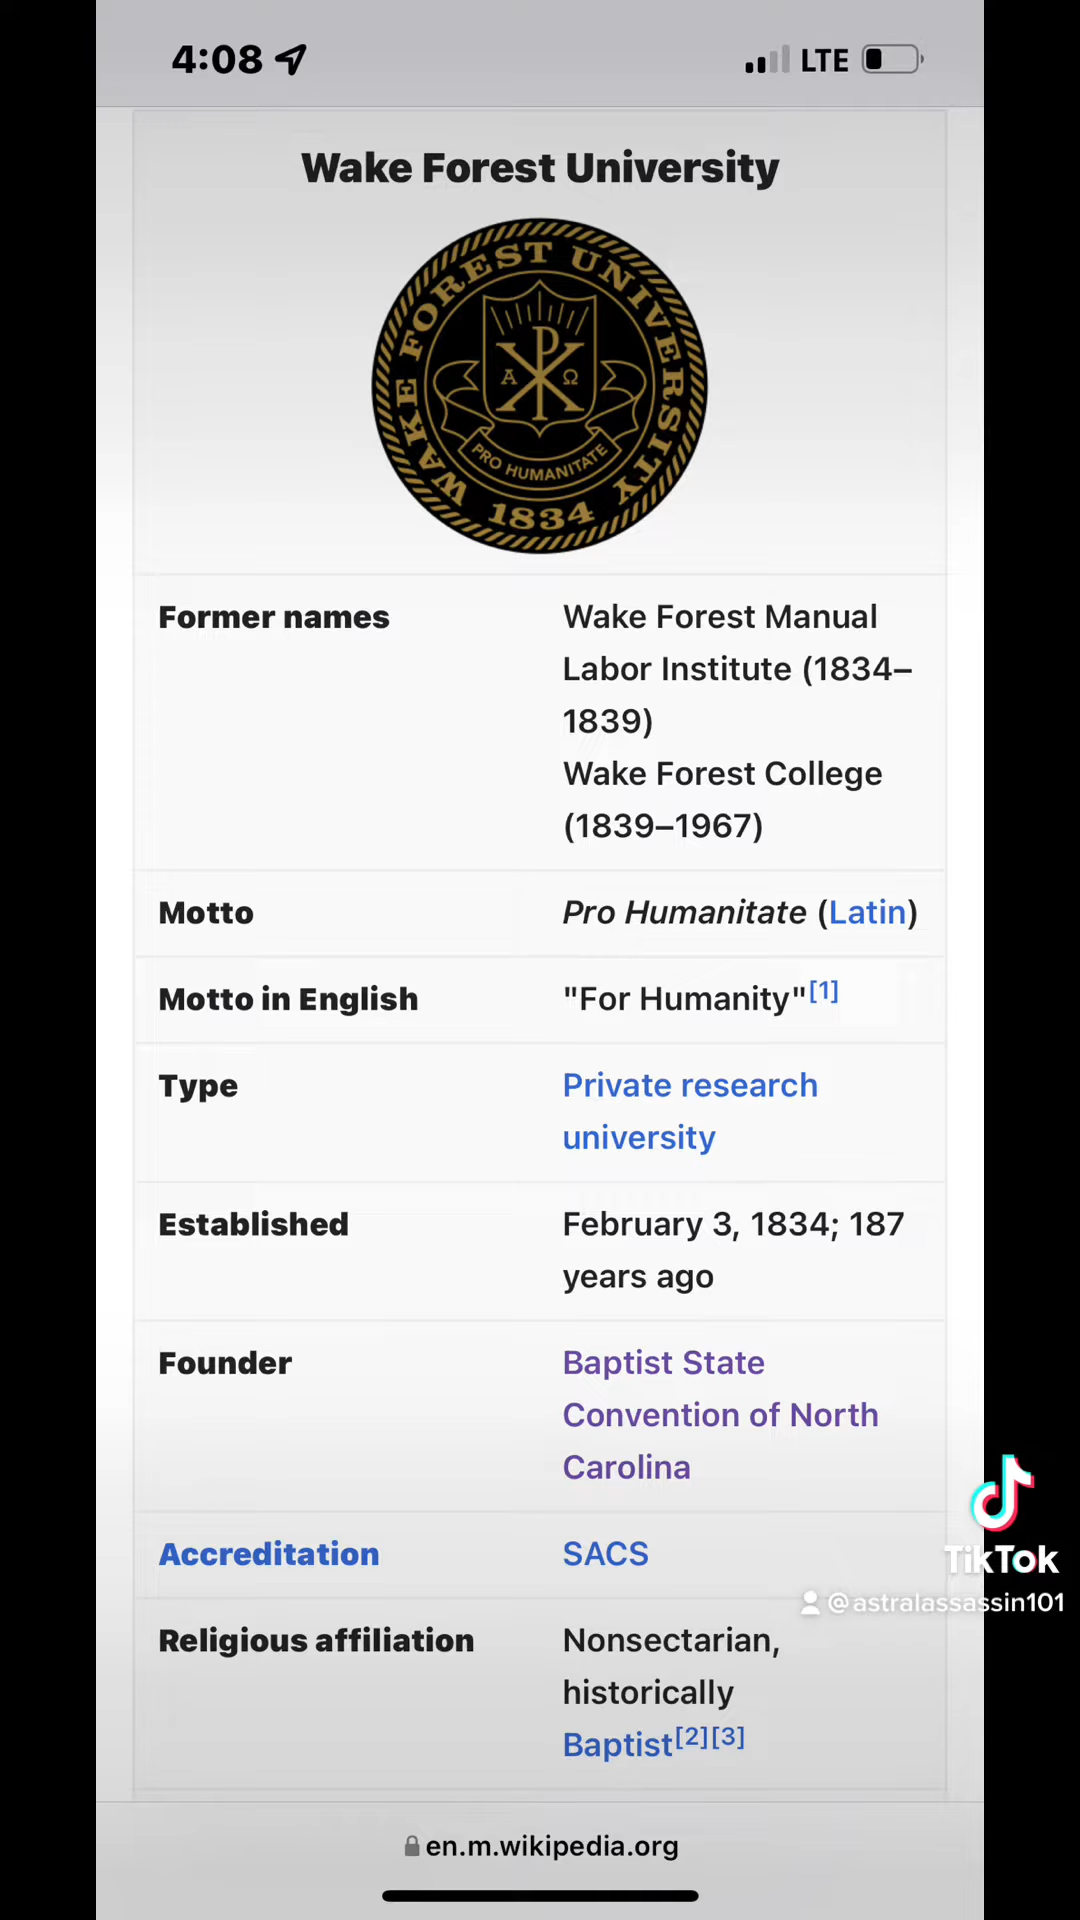 4:08
LTE
Wake Forest University
WAKE FOREST UNIVERSITY
Α Ω
PRO HUMANITATE
1834
Former names
Wake Forest Manual
Labor Institute (1834–
1839)
Wake Forest College
(1839–1967)
Motto
Pro Humanitate (Latin)
Motto in English
"For Humanity"[1]
Type
Private research
university
Established
February 3, 1834; 187
years ago
Founder
Baptist State
Convention of North
Carolina
Accreditation
SACS
Religious affiliation
Nonsectarian,
historically
Baptist[2][3]
TikTok
@astralassassin101
en.m.wikipedia.org